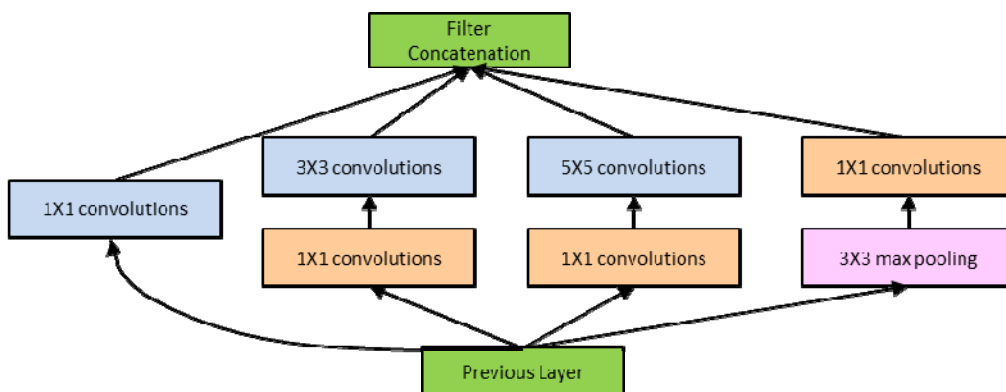 Filter
Concatenation
3X3 convolutions
5X5 convolutions
1X1 convolutions
1X1 convolutions
1X1 convolutions
1X1 convolutions
3X3 max pooling
Previous Layer